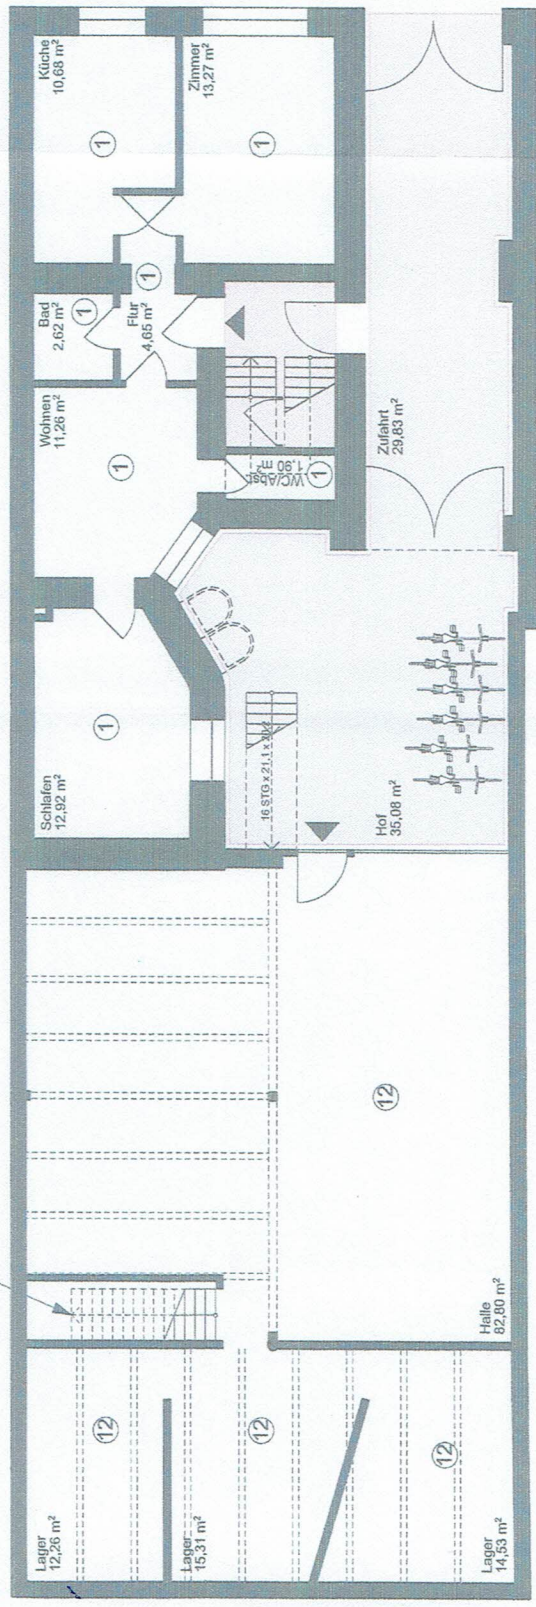 Lager
12,26 m²
12
Lager
15,31 m²
12
Lager
14,53 m²
12
Halle
82,80 m²
12
Schlafen
12,92 m²
1
16 STG x 21,1 x 20,2
Hof
35,08 m²
Wohnen
11,26 m²
1
WC/Abst
1,90 m²
1
Bad
2,62 m²
1
Flur
4,65 m²
1
Zufahrt
29,83 m²
Küche
10,68 m²
1
Zimmer
13,27 m²
1